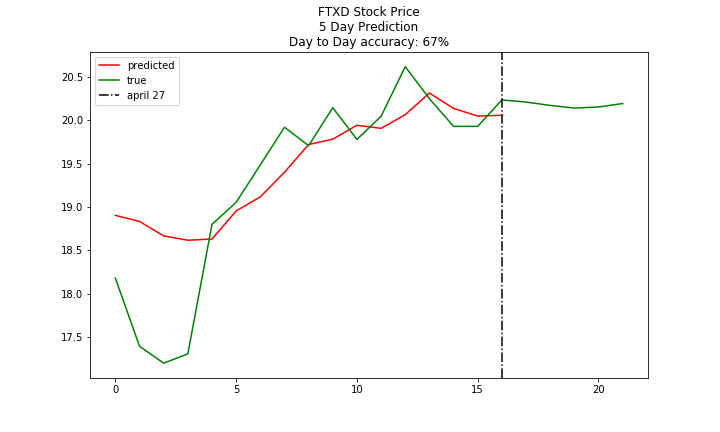 FTXD Stock Price
5 Day Prediction
Day to Day accuracy: 67%
predicted
true
april 27
20.5
20.0
19.5
19.0
18.5
18.0
17.5
0 5 10 15 20